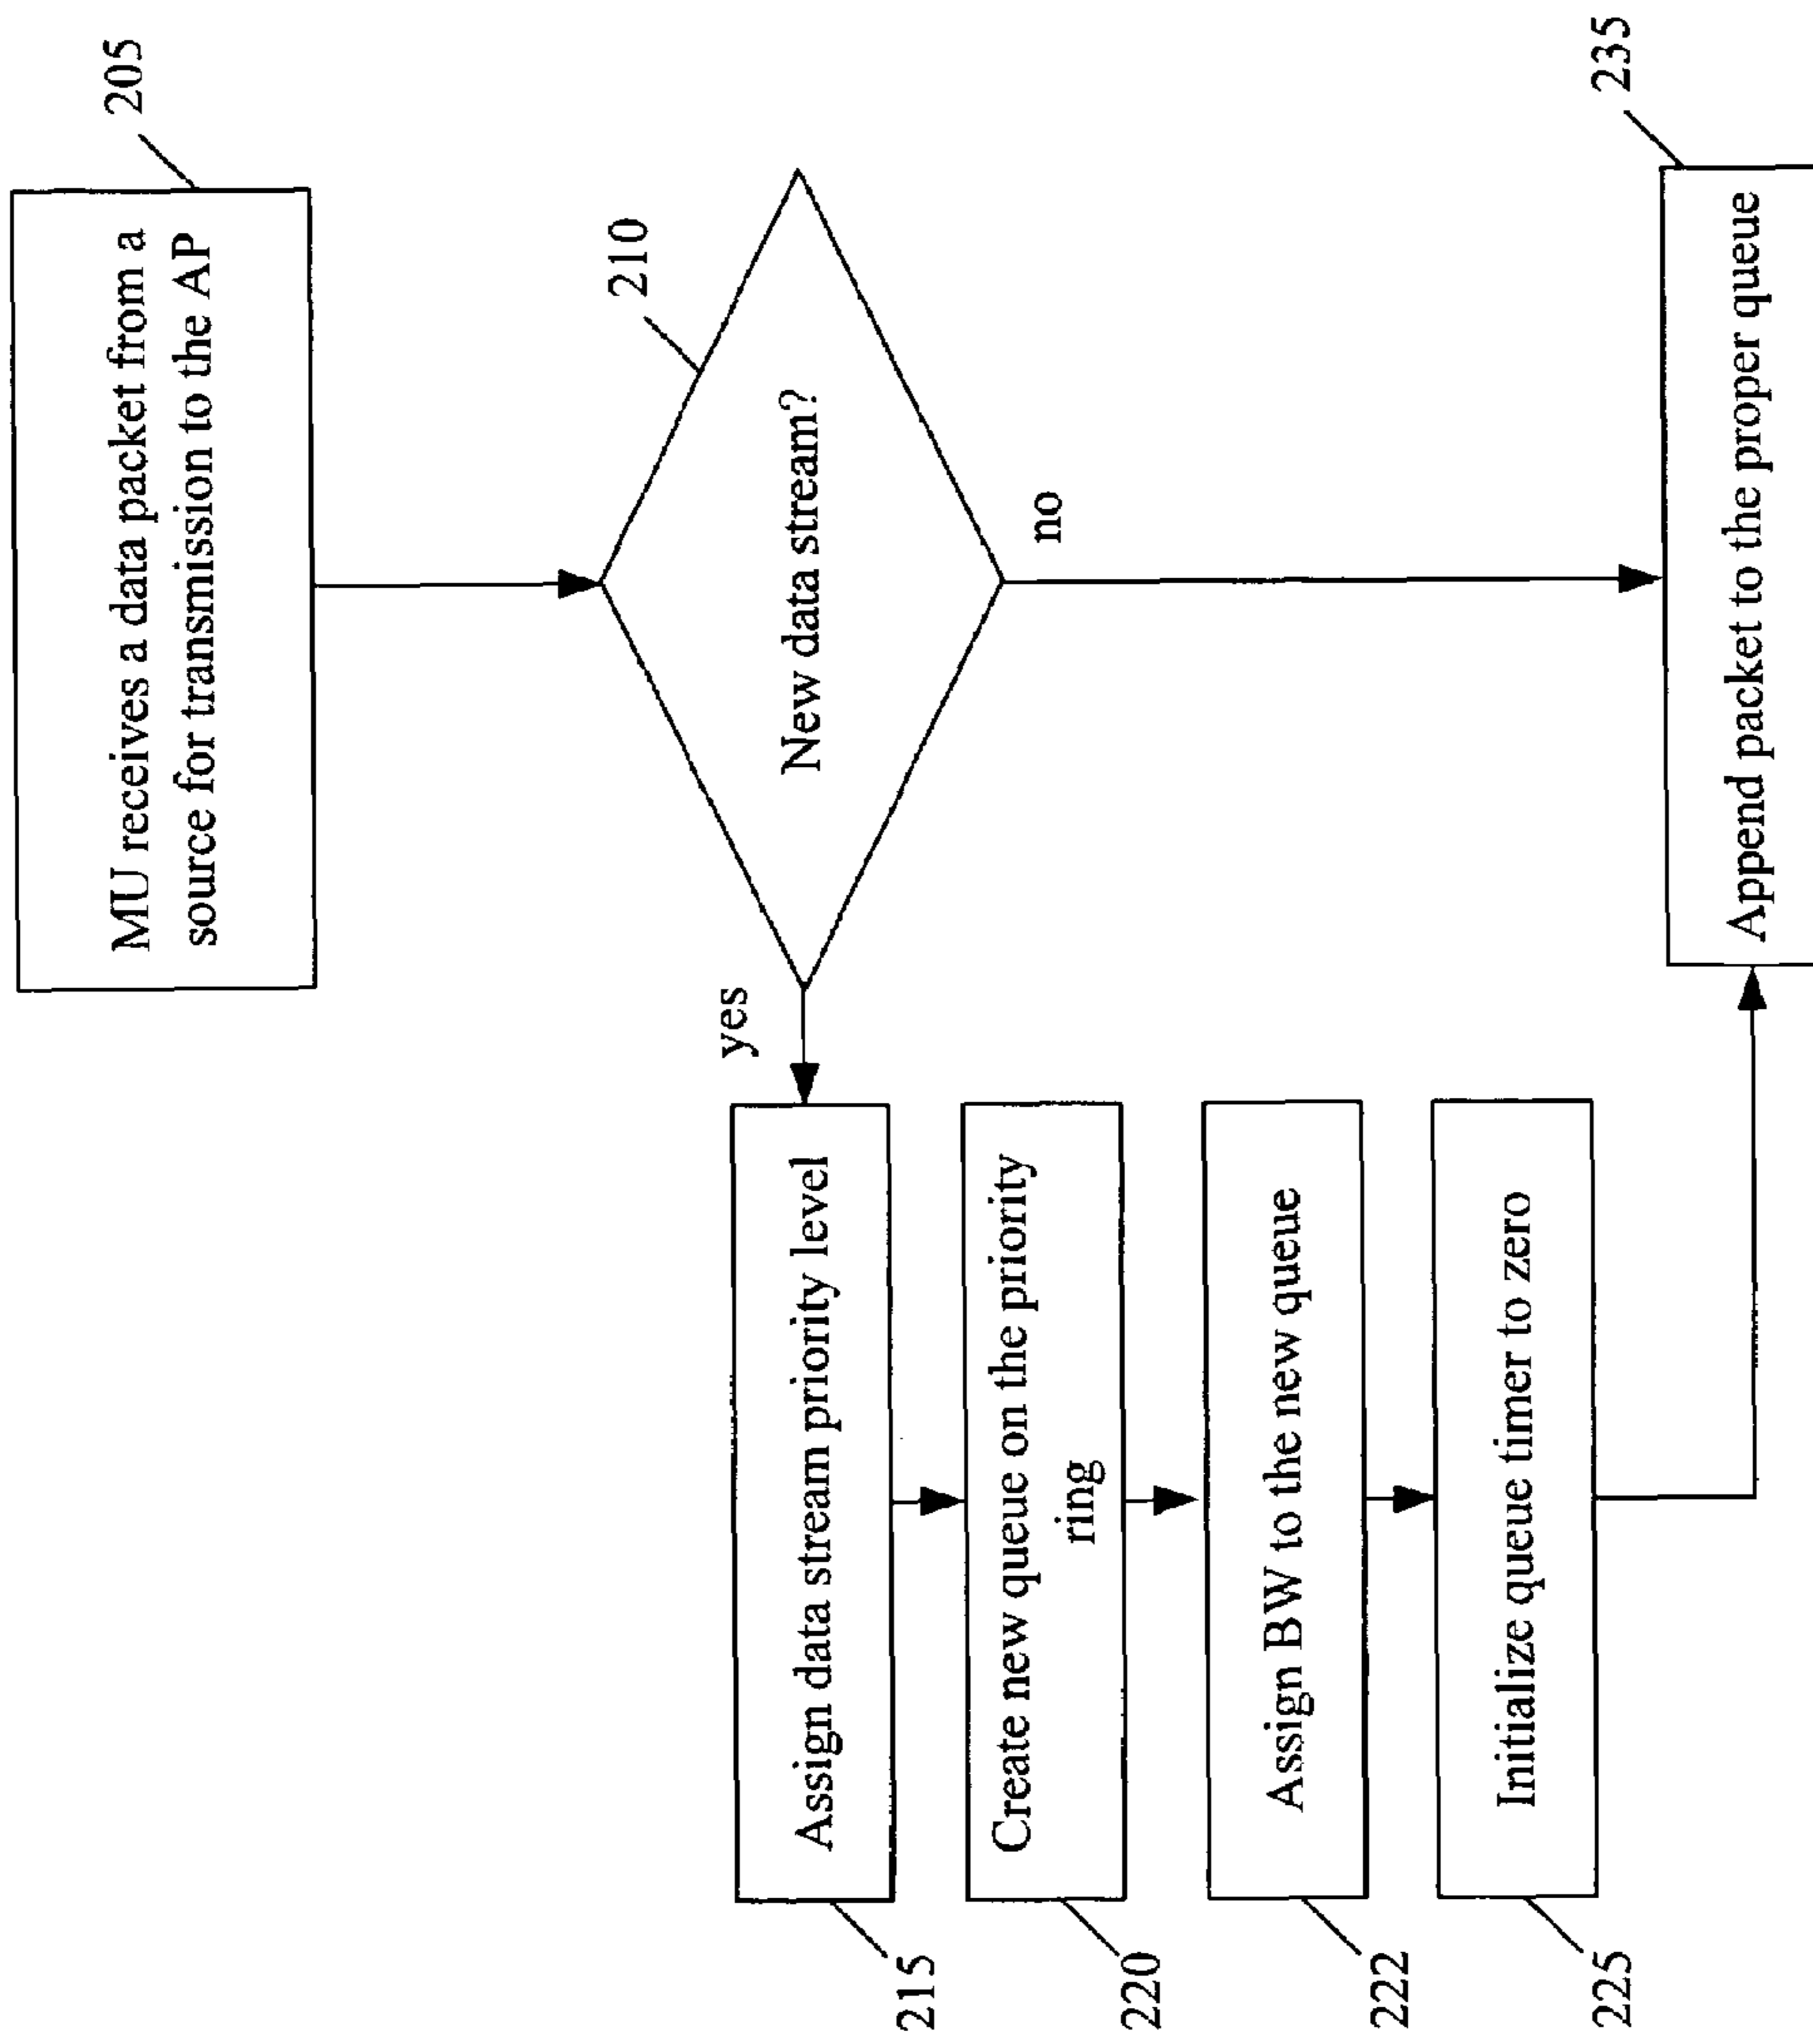 205
MU receives a data packet from a
source for transmission to the AP
210
New data stream?
yes
no
215
Assign data stream priority level
220
Create new queue on the priority
ring
222
Assign BW to the new queue
225
Initialize queue timer to zero
235
Append packet to the proper queue